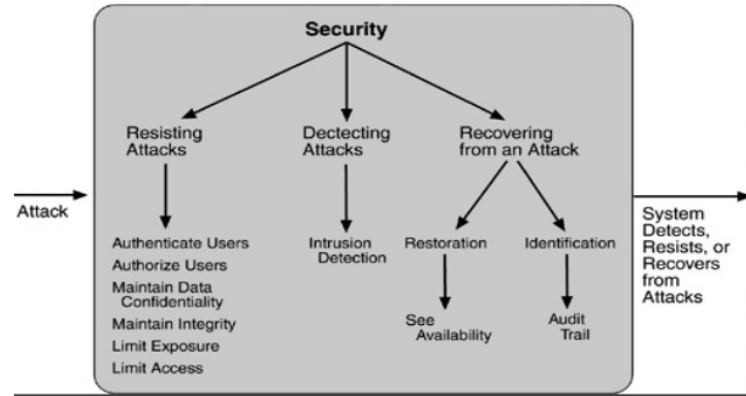 Security
Resisting
Attacks
Dectecting
Attacks
Recovering
from an Attack
Attack
Authenticate Users
Authorize Users
Maintain Data
Confidentiality
Maintain Integrity
Limit Exposure
Limit Access
Intrusion
Detection
Restoration
Identification
See
Availability
Audit
Trail
System
Detects,
Resists, or
Recovers
from
Attacks